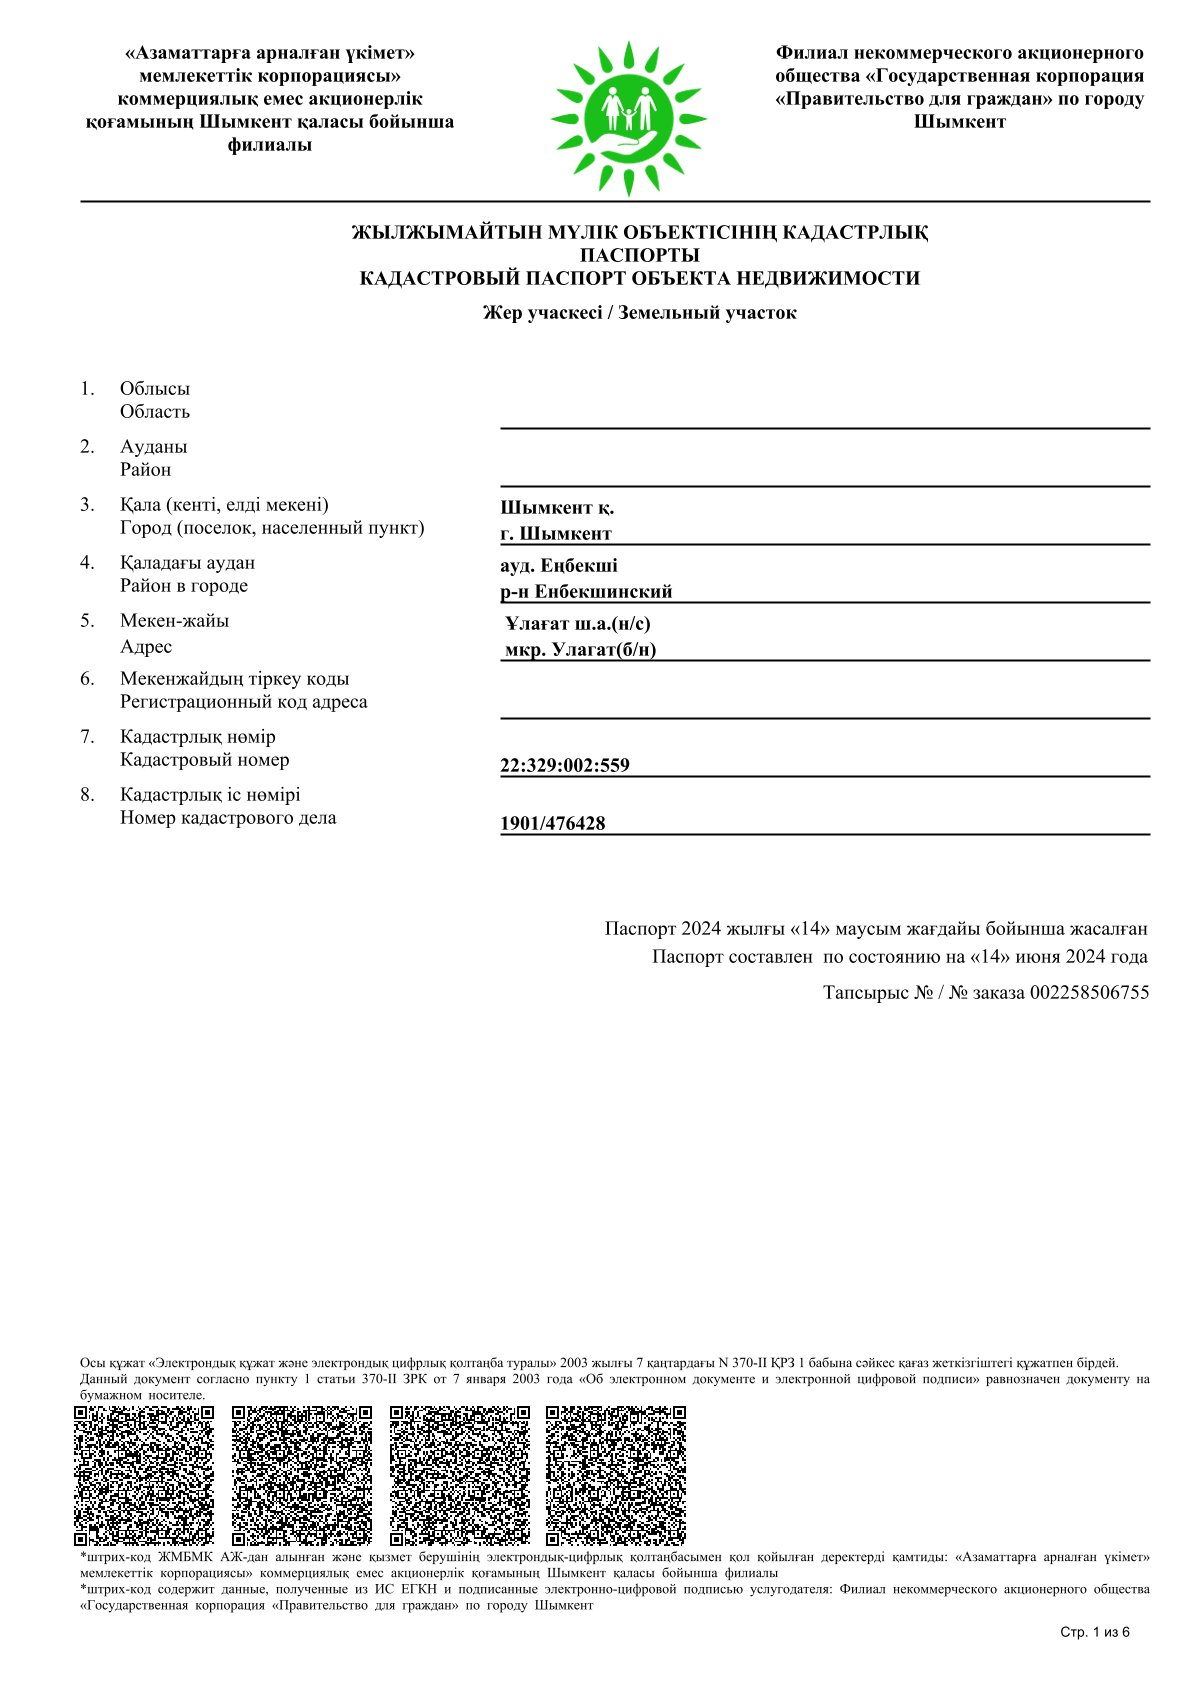 «Азаматтарға арналған үкімет»
мемлекеттік корпорациясы»
коммерциялық емес акционерлік
қоғамының Шымкент қаласы бойынша
филиалы
Филиал некоммерческого акционерного
общества «Государственная корпорация
«Правительство для граждан» по городу
Шымкент
ЖЫЛЖЫМАЙТЫН МҮЛІК ОБЪЕКТІСІНІҢ КАДАСТРЛЫҚ
ПАСПОРТЫ
КАДАСТРОВЫЙ ПАСПОРТ ОБЪЕКТА НЕДВИЖИМОСТИ
Жер учаскесі / Земельный участок
1. Облысы
Область
2. Ауданы
Район
3. Қала (кенті, елді мекені)
Город (поселок, населенный пункт)
Шымкент қ.
г. Шымкент
4. Қаладағы аудан
Район в городе
ауд. Еңбекші
р-н Енбекшинский
5. Мекен-жайы
Адрес
Ұлағат ш.а.(н/с)
мкр. Улагат(б/н)
6. Мекенжайдың тіркеу коды
Регистрационный код адреса
7. Кадастрлық нөмір
Кадастровый номер
22:329:002:559
8. Кадастрлық іс нөмірі
Номер кадастрового дела
1901/476428
Паспорт 2024 жылғы «14» маусым жағдайы бойынша жасалған
Паспорт составлен по состоянию на «14» июня 2024 года
Тапсырыс № / № заказа 002258506755
Осы құжат «Электрондық құжат және электрондық цифрлық қолтаңба туралы» 2003 жылғы 7 қаңтардағы N 370-II ҚРЗ 1 бабына сәйкес қағаз жеткізгіштегі құжатпен бірдей.
Данный документ согласно пункту 1 статьи 370-II ЗРК от 7 января 2003 года «Об электронном документе и электронной цифровой подписи» равнозначен документу на
бумажном носителе.
*штрих-код ЖМБМК АЖ-дан алынған және қызмет берушінің электрондық-цифрлық қолтаңбасымен қол қойылған деректерді қамтиды: «Азаматтарға арналған үкімет»
мемлекеттік корпорациясы» коммерциялық емес акционерлік қоғамының Шымкент қаласы бойынша филиалы
*штрих-код содержит данные, полученные из ИС ЕГКН и подписанные электронно-цифровой подписью услугодателя: Филиал некоммерческого акционерного общества
«Государственная корпорация «Правительство для граждан» по городу Шымкент
Стр. 1 из 6